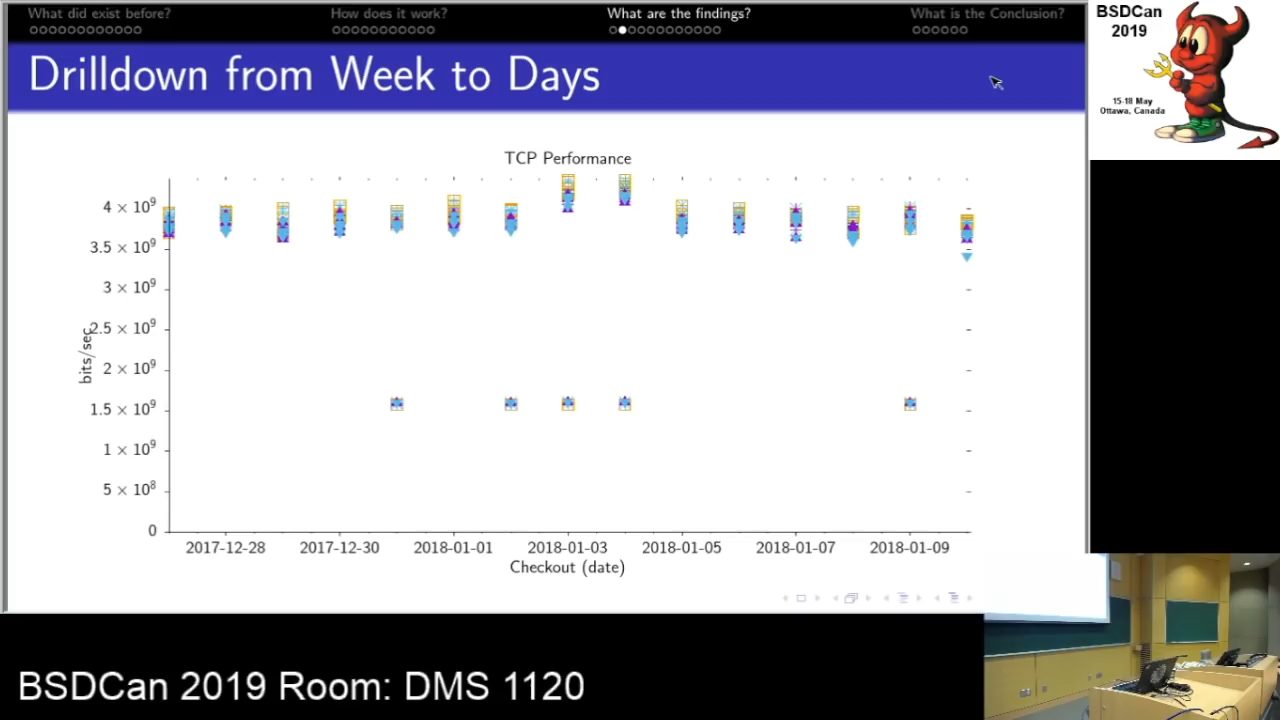 What did exist before?
How does it work?
What are the findings?
What is the Conclusion?
BSDCan
2019
15-18 May
Ottawa, Canada
Drilldown from Week to Days
TCP Performance
4 × 10⁹
3.5 × 10⁹
3 × 10⁹
2.5 × 10⁹
2 × 10⁹
1.5 × 10⁹
1 × 10⁹
5 × 10⁸
0
bits/sec
2017-12-28 2017-12-30 2018-01-01 2018-01-03 2018-01-05 2018-01-07 2018-01-09
Checkout (date)
BSDCan 2019 Room: DMS 1120